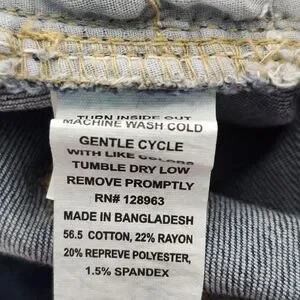 TURN INSIDE OUT
MACHINE WASH COLD
GENTLE CYCLE
WITH LIKE COLORS
TUMBLE DRY LOW
REMOVE PROMPTLY
RN# 128963
MADE IN BANGLADESH
56.5 COTTON, 22% RAYON
20% REPREVE POLYESTER,
1.5% SPANDEX